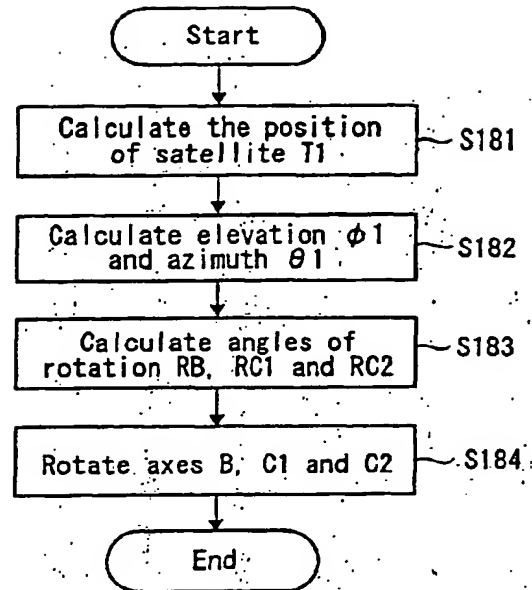 Start
Calculate the position
of satellite T1
S181
Calculate elevation φ1
and azimuth θ1
S182
Calculate angles of
rotation RB, RC1 and RC2
S183
Rotate axes B, C1 and C2
S184
End